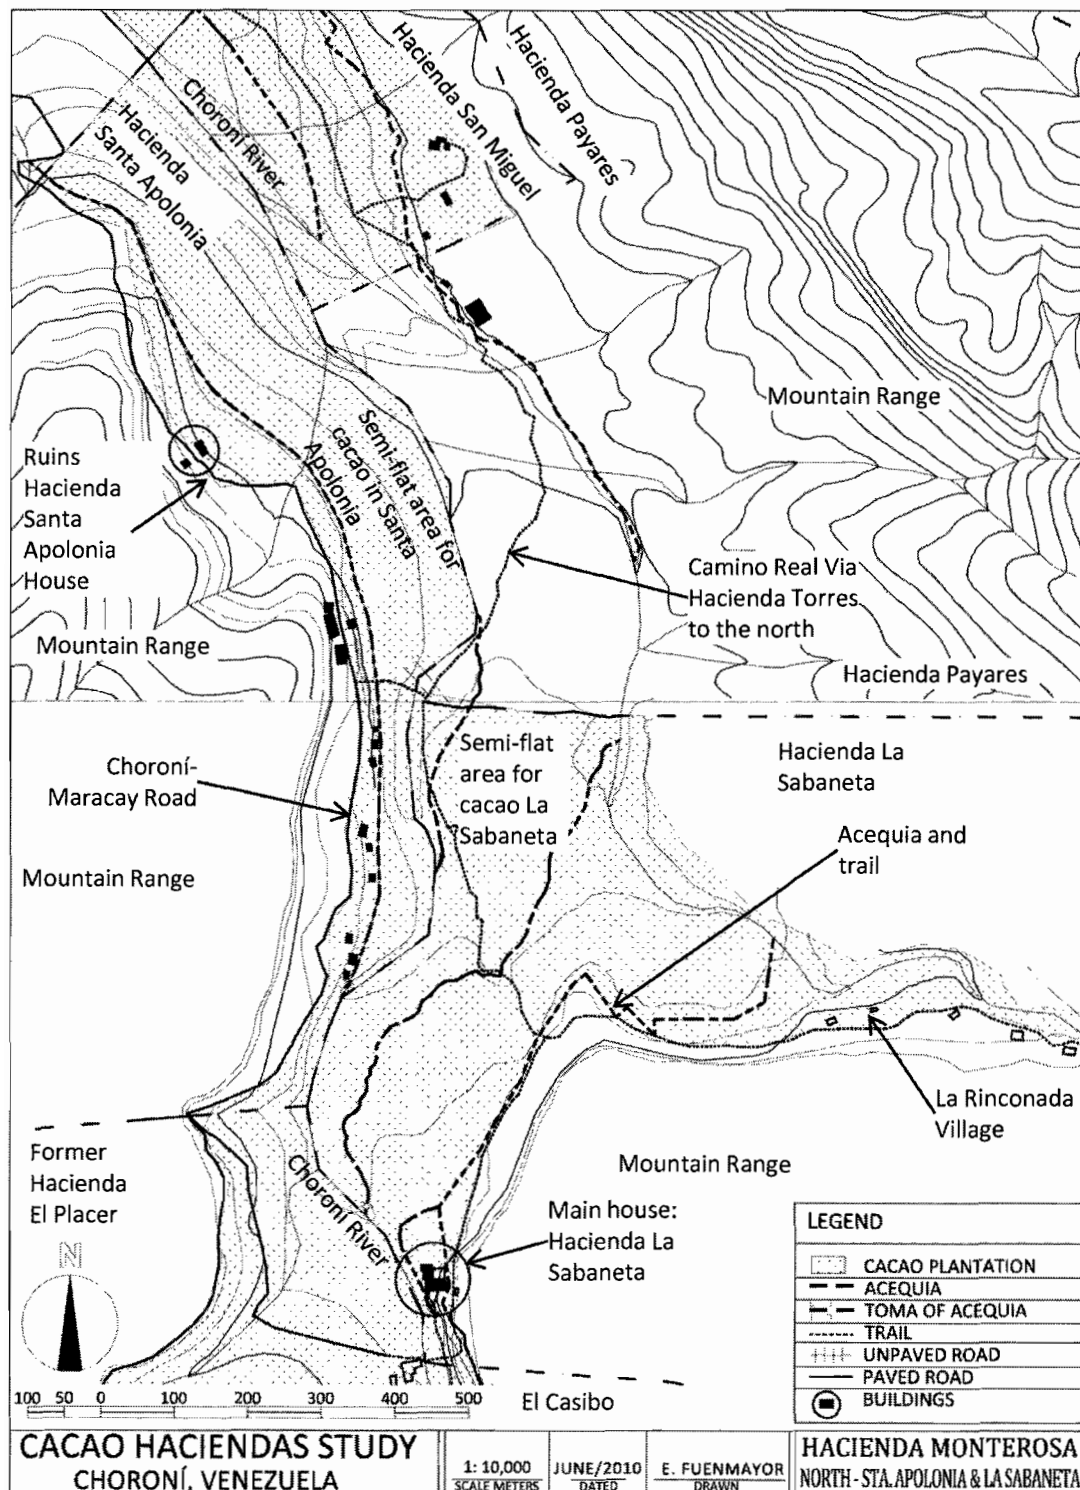 Hacienda
Santa Apolonia
Choroní River
Hacienda San Miguel
Hacienda Payares
Mountain Range
Semi-flat area for
cacao in Santa
Apolonia
Ruins
Hacienda
Santa
Apolonia
House
Camino Real Via
Hacienda Torres
to the north
Mountain Range
Hacienda Payares
Semi-flat
area for
cacao La
Sabaneta
Hacienda La
Sabaneta
Choroní-
Maracay Road
Acequia and
trail
Mountain Range
La Rinconada
Village
Former
Hacienda
El Placer
Choroní River
Mountain Range
Main house:
Hacienda La
Sabaneta
N
LEGEND
CACAO PLANTATION
ACEQUIA
TOMA OF ACEQUIA
TRAIL
UNPAVED ROAD
PAVED ROAD
BUILDINGS
100 50 0 100 200 300 400 500
El Casibo
CACAO HACIENDAS STUDY
CHORONÍ, VENEZUELA
1: 10,000
SCALE METERS
JUNE/2010
DATED
E. FUENMAYOR
DRAWN
HACIENDA MONTEROSA
NORTH - STA. APOLONIA & LA SABANETA